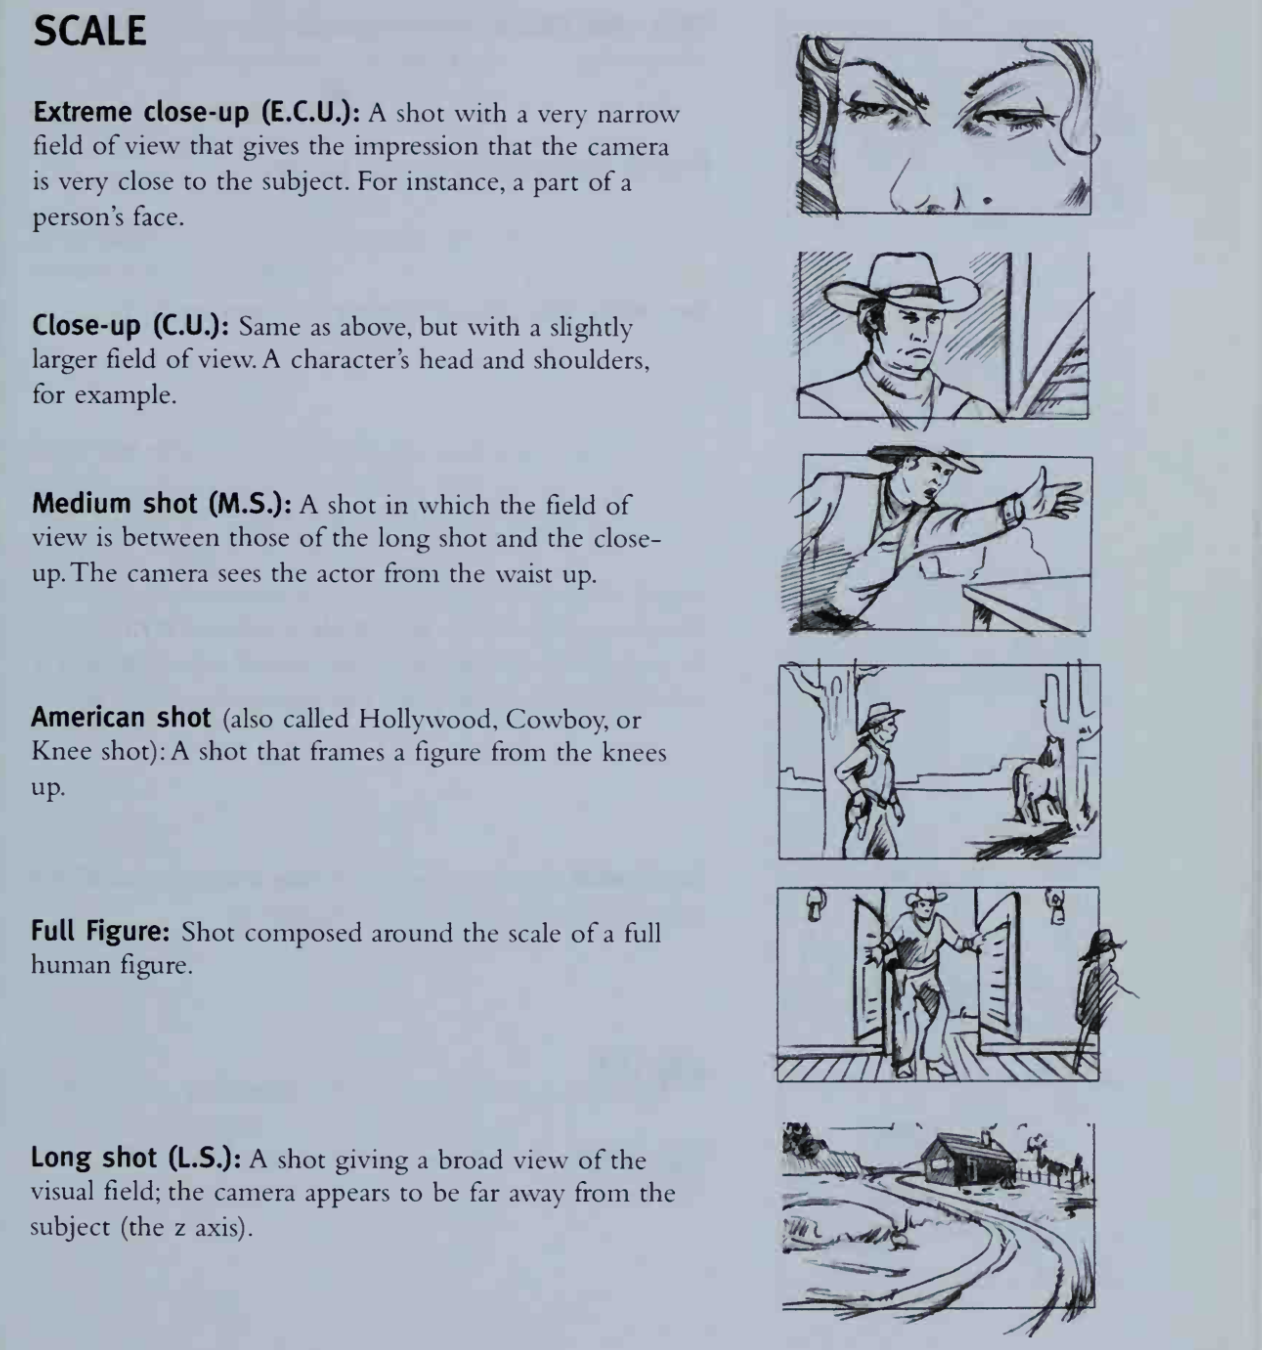 SCALE
Extreme close-up (E.C.U.): A shot with a very narrow
field of view that gives the impression that the camera
is very close to the subject. For instance, a part of a
person's face.
Close-up (C.U.): Same as above, but with a slightly
larger field of view. A character's head and shoulders,
for example.
Medium shot (M.S.): A shot in which the field of
view is between those of the long shot and the close-
up. The camera sees the actor from the waist up.
American shot (also called Hollywood, Cowboy, or
Knee shot): A shot that frames a figure from the knees
up.
Full Figure: Shot composed around the scale of a full
human figure.
Long shot (L.S.): A shot giving a broad view of the
visual field; the camera appears to be far away from the
subject (the z axis).